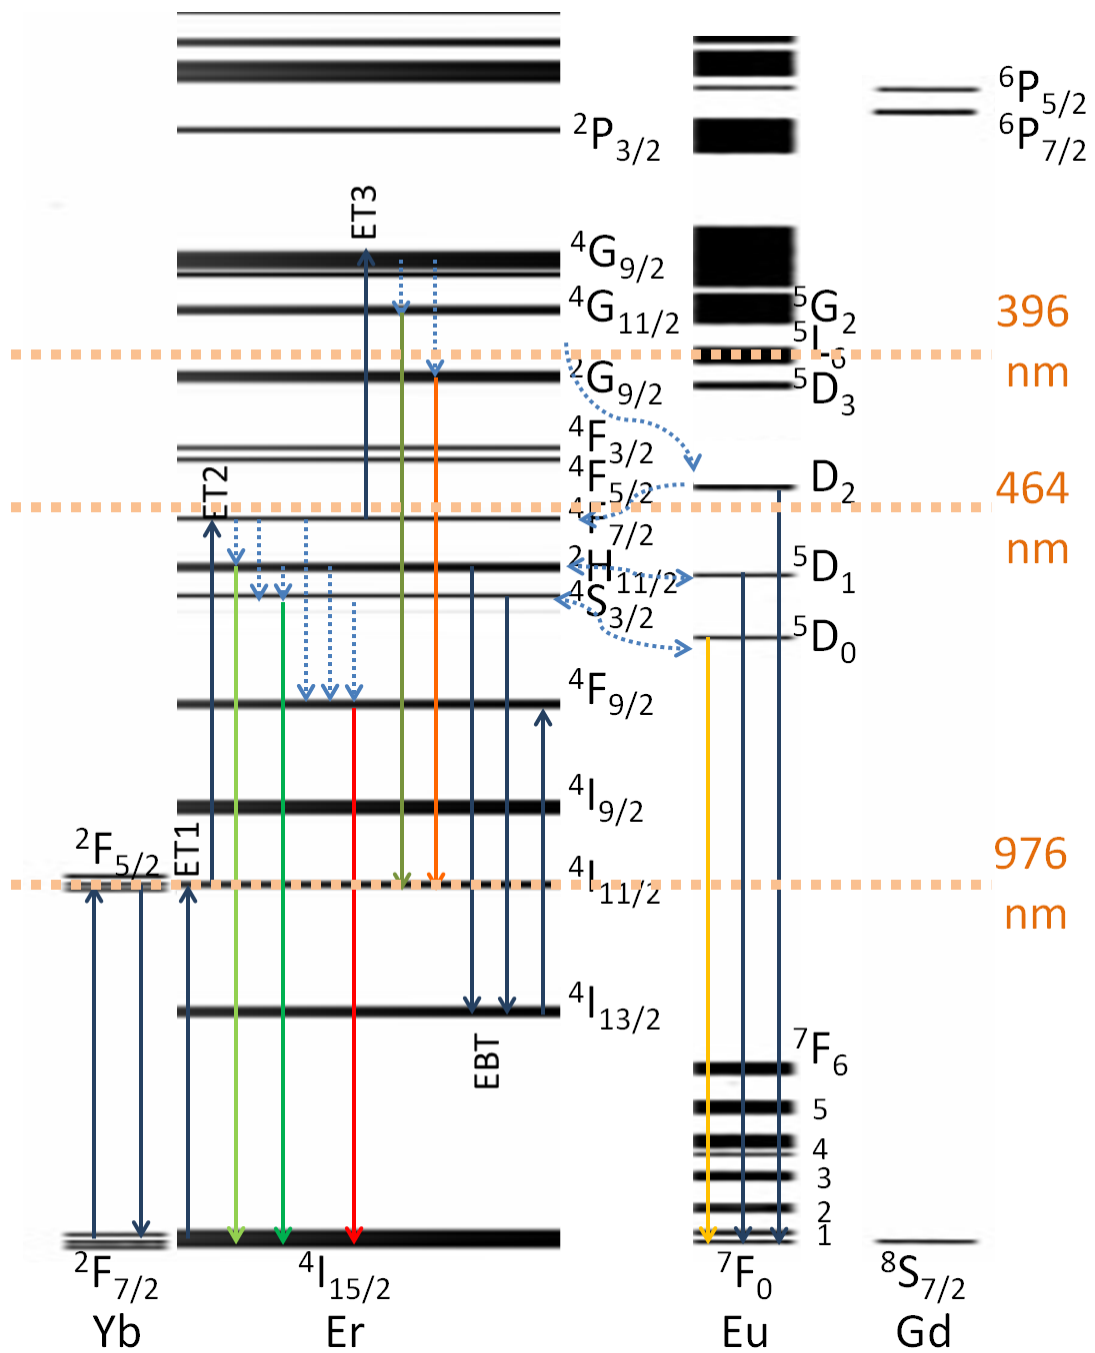 ⁶P₅/₂
⁶P₇/₂
²P₃/₂
ET3
⁴G₉/₂
⁴G₁₁/₂
⁵G₂
396
nm
⁵L₆
²G₉/₂
⁵D₃
⁴F₃/₂
⁴F₅/₂
D₂
464
nm
ET2
⁴F₇/₂
²H₁₁/₂
⁵D₁
⁴S₃/₂
⁵D₀
⁴F₉/₂
⁴I₉/₂
²F₅/₂
ET1
⁴I₁₁/₂
976
nm
⁴I₁₃/₂
EBT
⁷F₆
5
4
3
2
1
²F₇/₂
⁴I₁₅/₂
⁷F₀
⁸S₇/₂
Yb
Er
Eu
Gd